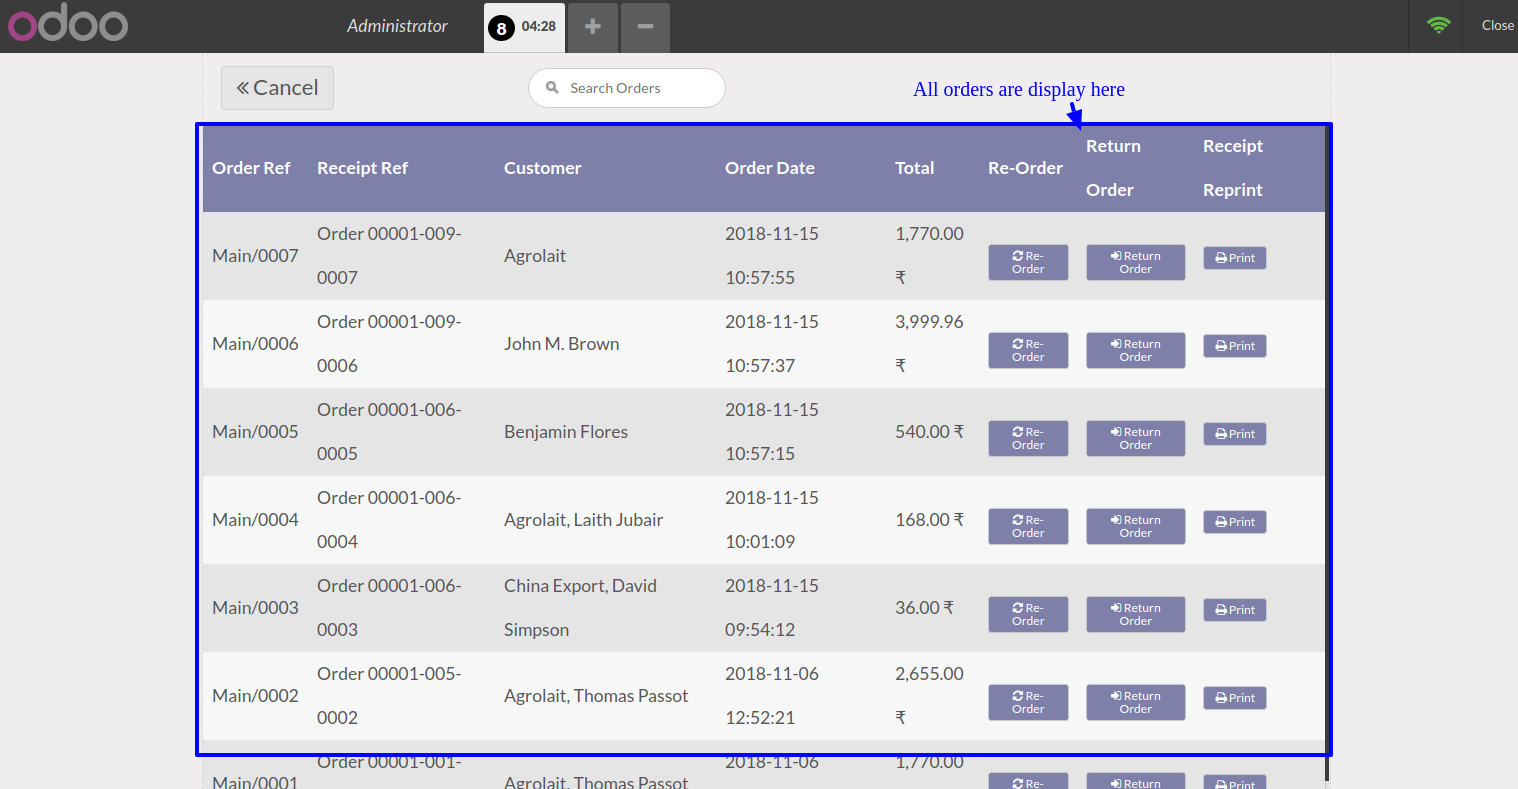 odoo Administrator 8 04:28 Close
Cancel Search Orders All orders are display here
Order Ref Receipt Ref Customer Order Date Total Re-Order Return Order Receipt Reprint
Main/0007 Order 00001-009-0007 Agrolait 2018-11-15 10:57:55 1,770.00 ₹ Re-Order Return Order Print
Main/0006 Order 00001-009-0006 John M. Brown 2018-11-15 10:57:37 3,999.96 ₹ Re-Order Return Order Print
Main/0005 Order 00001-006-0005 Benjamin Flores 2018-11-15 10:57:15 540.00 ₹ Re-Order Return Order Print
Main/0004 Order 00001-006-0004 Agrolait, Laith Jubair 2018-11-15 10:01:09 168.00 ₹ Re-Order Return Order Print
Main/0003 Order 00001-006-0003 China Export, David Simpson 2018-11-15 09:54:12 36.00 ₹ Re-Order Return Order Print
Main/0002 Order 00001-005-0002 Agrolait, Thomas Passot 2018-11-06 12:52:21 2,655.00 ₹ Re-Order Return Order Print
Main/0001 Order 00001-001- Agrolait, Thomas Passot 2018-11-06 1,770.00 Re- Return Print